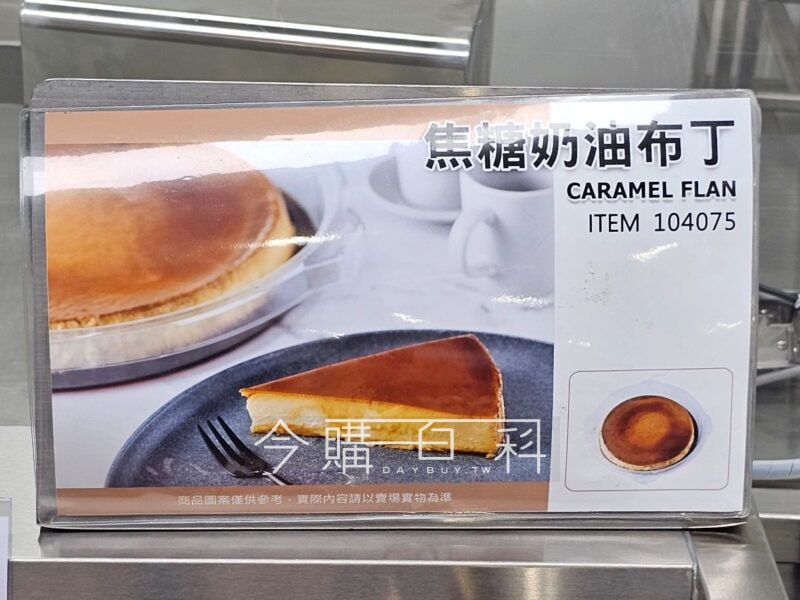 焦糖奶油布丁
CARAMEL FLAN
ITEM 104075
今購百科
DAYBUY.TW
商品圖案僅供參考，實際內容請以賣場實物為準